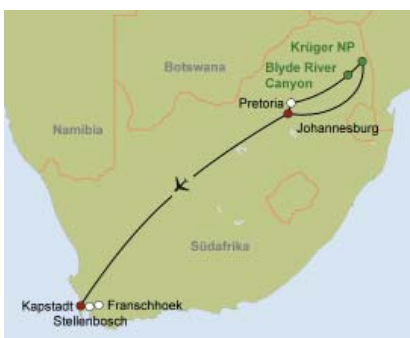 Krüger NP
Botswana
Blyde River
Canyon
Pretoria
Johannesburg
Namibia
Südafrika
Kapstadt
Franschhoek
Stellenbosch